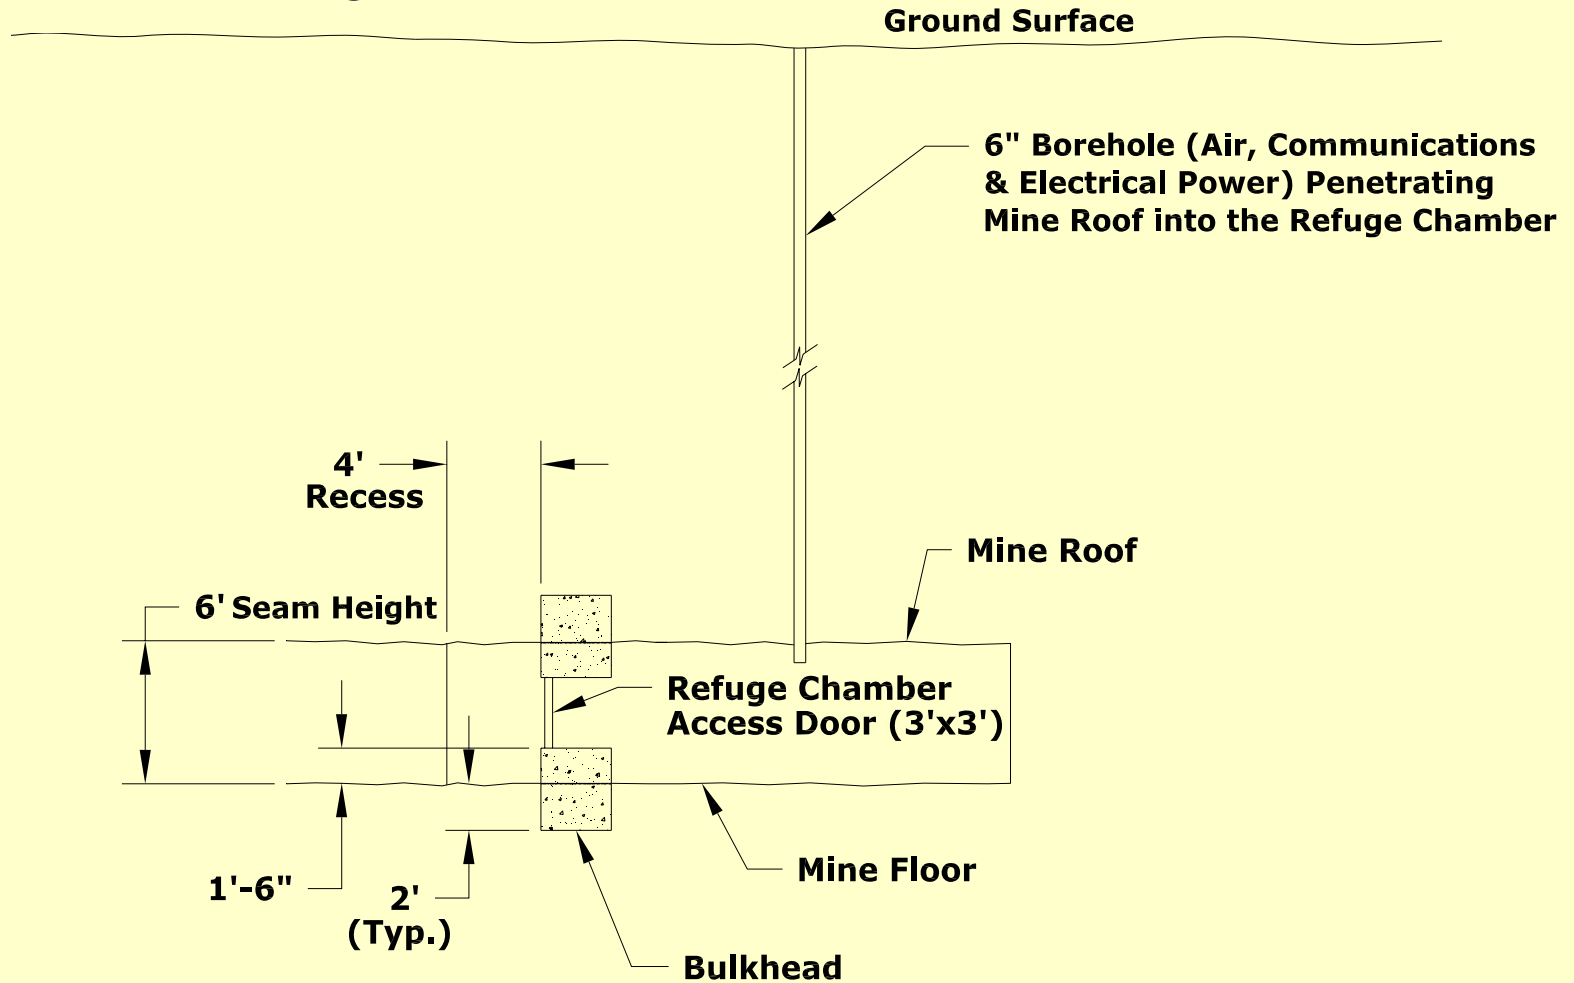 Ground Surface
6" Borehole (Air, Communications
& Electrical Power) Penetrating
Mine Roof into the Refuge Chamber
4'
Recess
Mine Roof
6' Seam Height
Refuge Chamber
Access Door (3'x3')
Mine Floor
1'-6"
2'
(Typ.)
Bulkhead